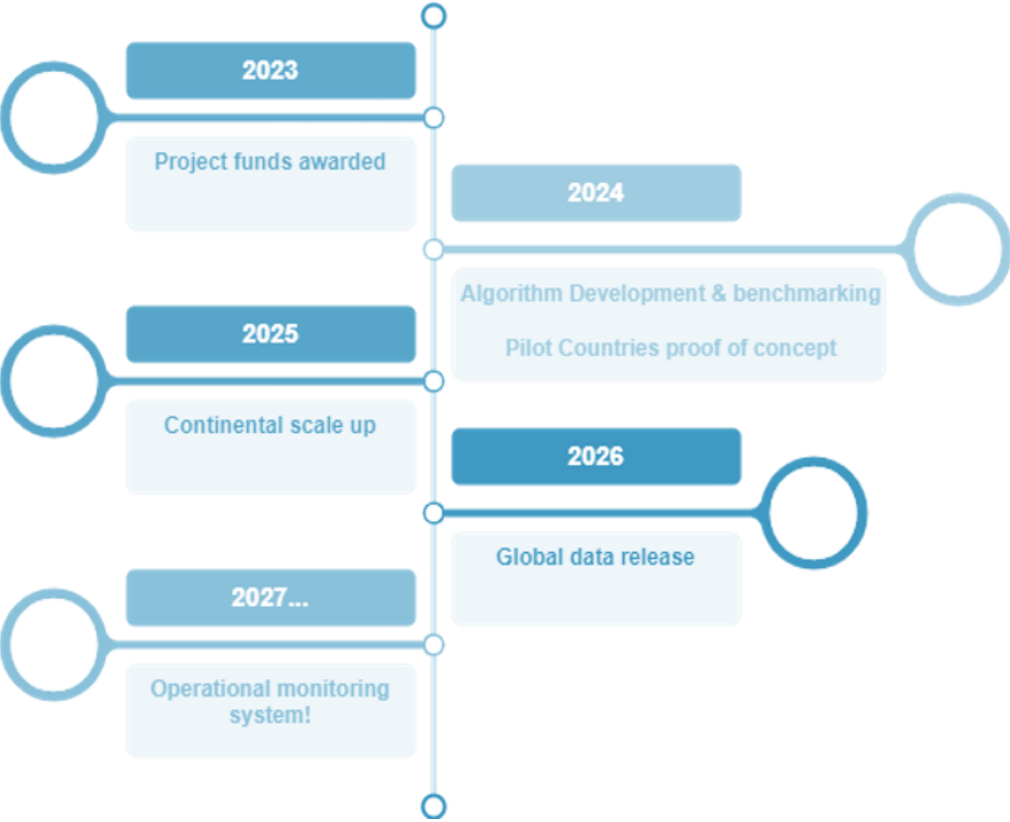 2023
Project funds awarded
2024
Algorithm Development & benchmarking
Pilot Countries proof of concept
2025
Continental scale up
2026
Global data release
2027...
Operational monitoring
system!